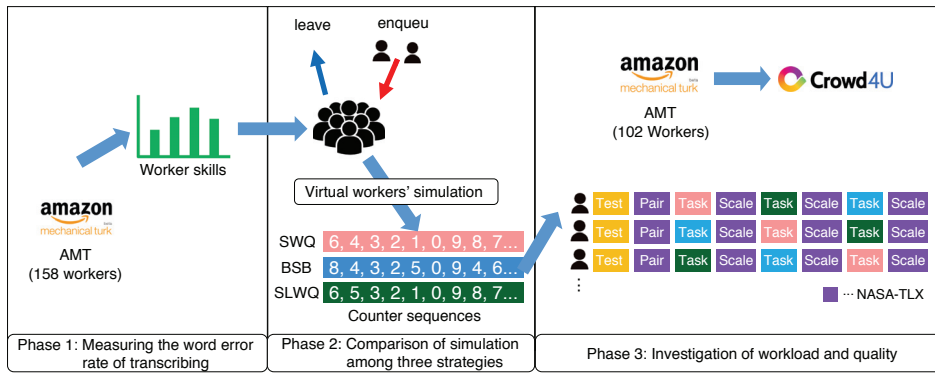 leave
enqueu
Worker skills
amazon
beta
mechanical turk
AMT
(158 workers)
Phase 1: Measuring the word error
rate of transcribing
Virtual workers' simulation
SWQ 6, 4, 3, 2, 1, 0, 9, 8, 7...
BSB 8, 4, 3, 2, 5, 0, 9, 4, 6...
SLWQ 6, 5, 3, 2, 1, 0, 9, 8, 7...
Counter sequences
Phase 2: Comparison of simulation
among three strategies
amazon
beta
mechanical turk
AMT
(102 Workers)
Crowd4U
Test Pair Task Scale Task Scale Task Scale
Test Pair Task Scale Task Scale Task Scale
Test Pair Task Scale Task Scale Task Scale
⋮
··· NASA-TLX
Phase 3: Investigation of workload and quality